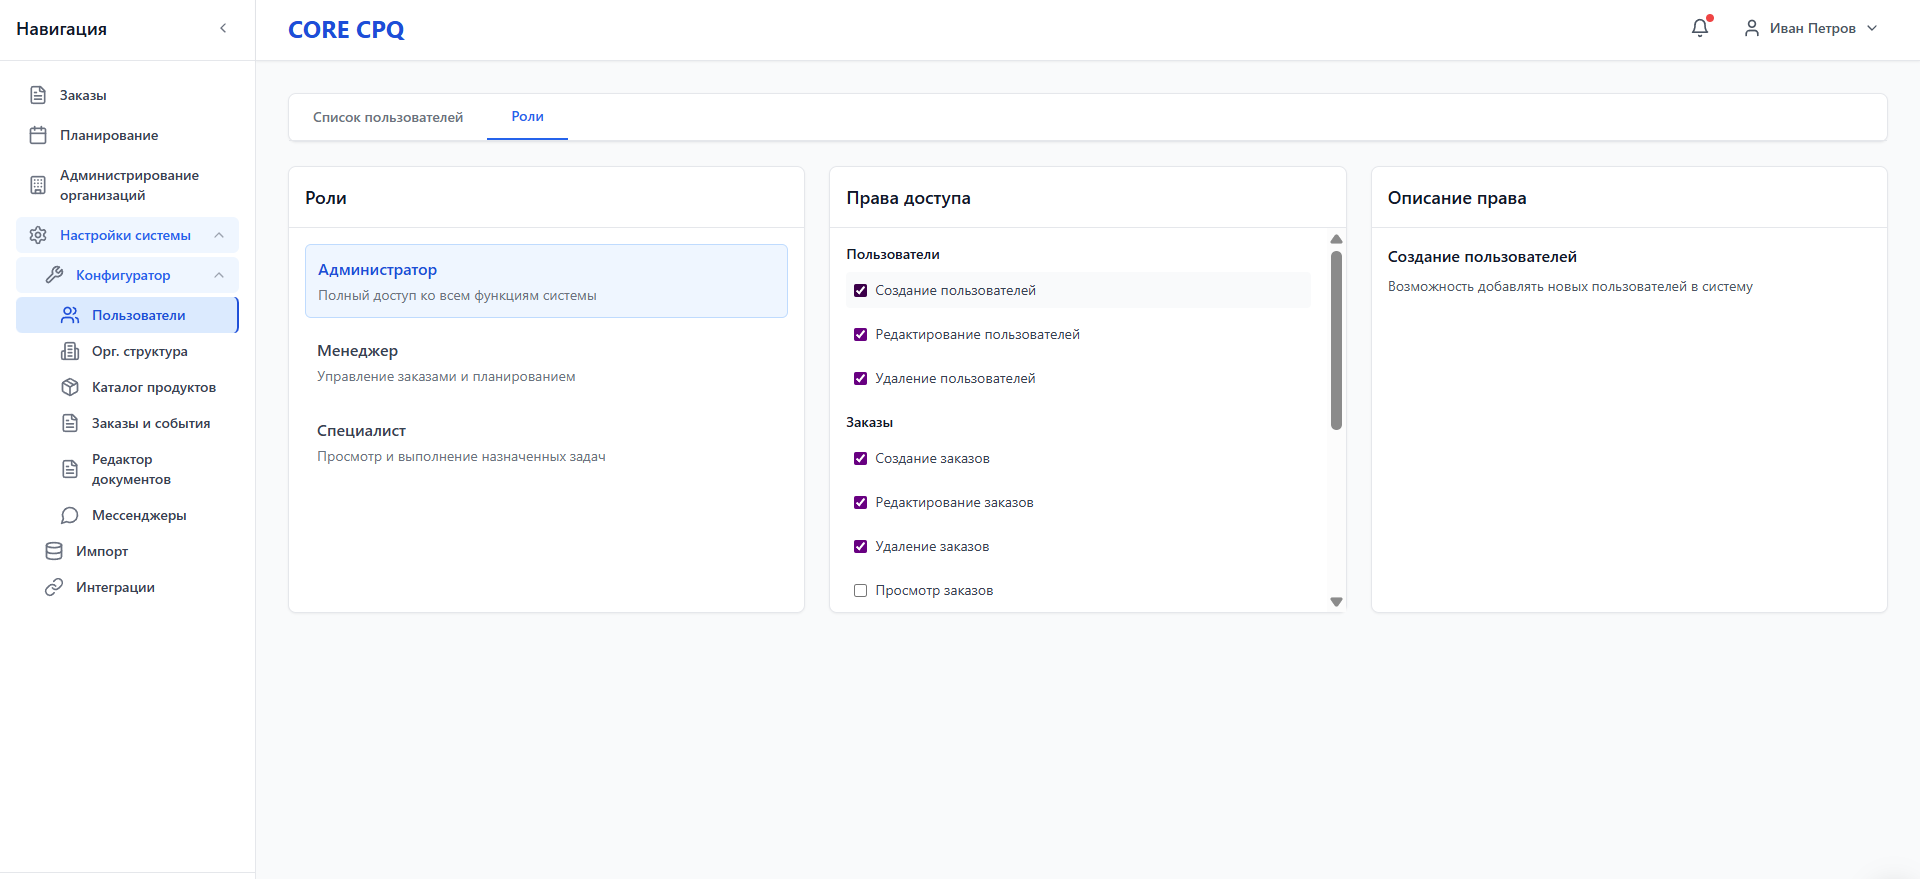 Навигация
CORE CPQ
Иван Петров
Заказы
Планирование
Администрирование
организаций
Настройки системы
Конфигуратор
Пользователи
Орг. структура
Каталог продуктов
Заказы и события
Редактор
документов
Мессенджеры
Импорт
Интеграции
Список пользователей
Роли
Роли
Администратор
Полный доступ ко всем функциям системы
Менеджер
Управление заказами и планированием
Специалист
Просмотр и выполнение назначенных задач
Права доступа
Пользователи
Создание пользователей
Редактирование пользователей
Удаление пользователей
Заказы
Создание заказов
Редактирование заказов
Удаление заказов
Просмотр заказов
Описание права
Создание пользователей
Возможность добавлять новых пользователей в систему